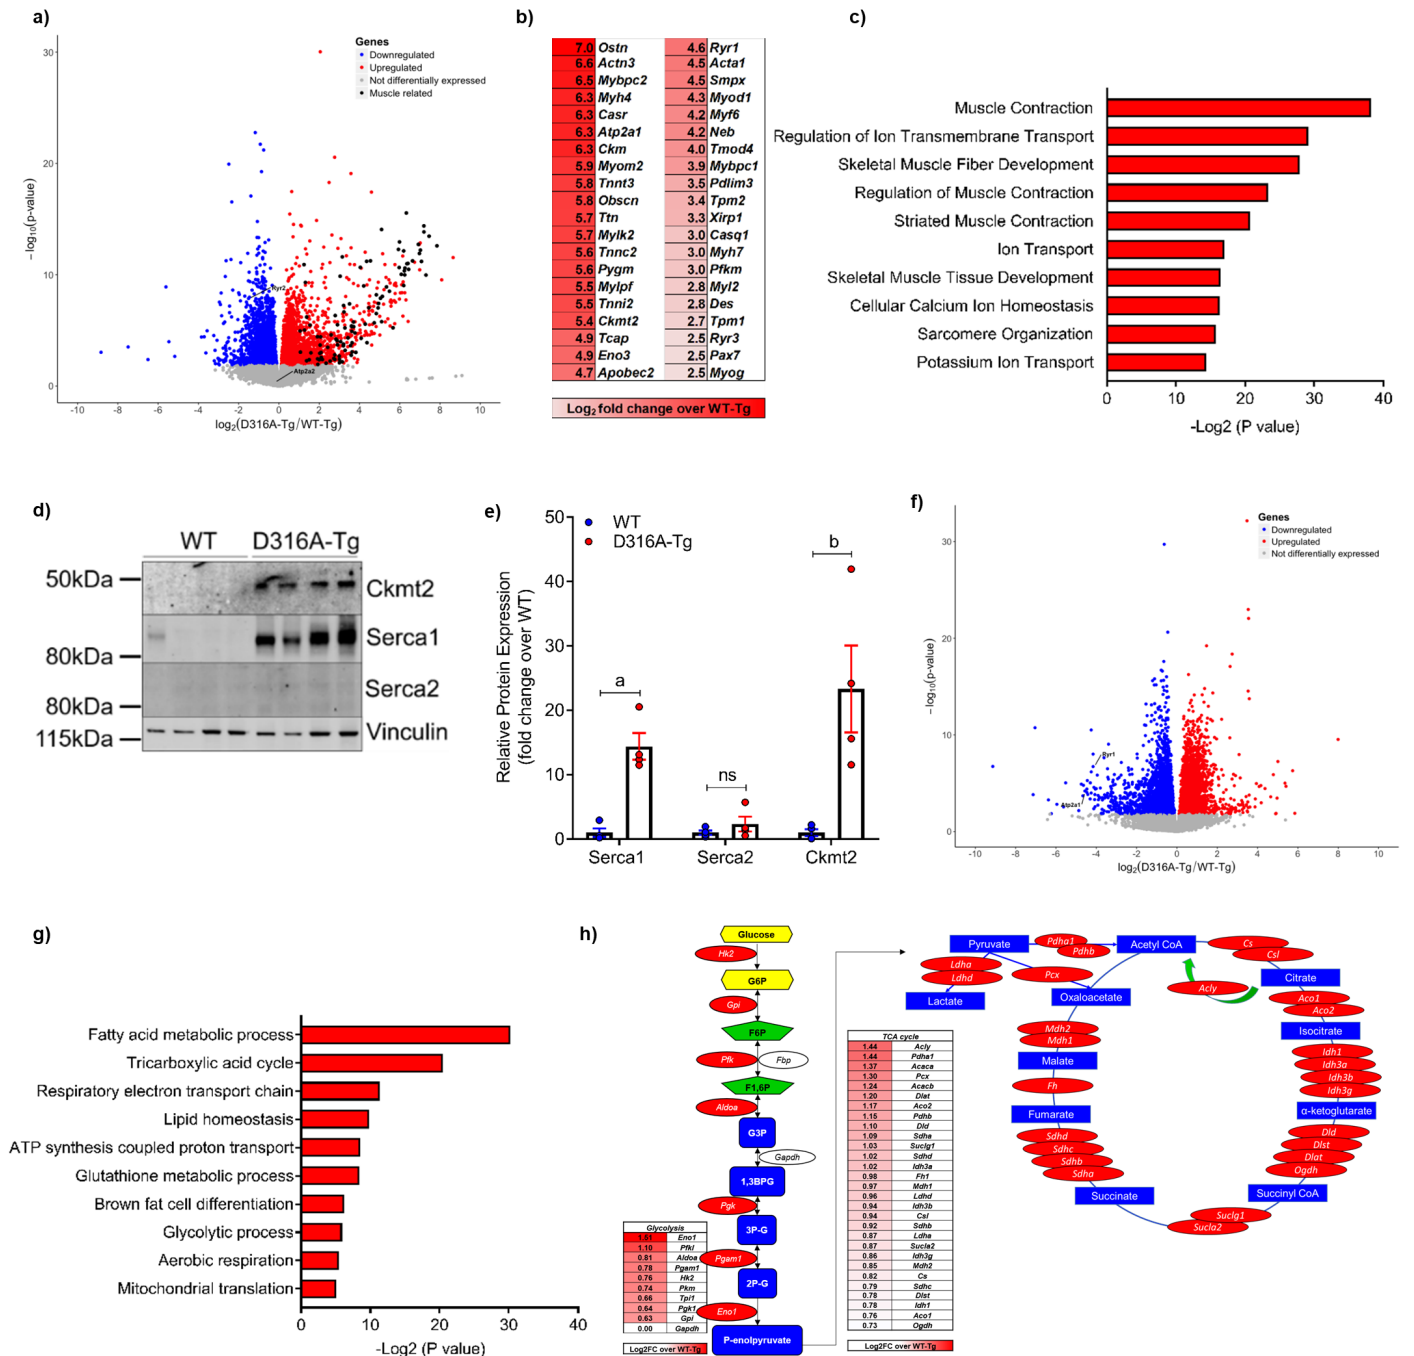 a)
Genes
Downregulated
Upregulated
Not differentially expressed
Muscle related
30
20
10
0
Ryr2
Atp2a2
-10 -8 -6 -4 -2 0 2 4 6 8 10
−log10(p-value)
log2(D316A-Tg/WT-Tg)
b)
7.0 Ostn 4.6 Ryr1
6.6 Actn3 4.5 Acta1
6.5 Mybpc2 4.5 Smpx
6.3 Myh4 4.3 Myod1
6.3 Casr 4.2 Myf6
6.3 Atp2a1 4.2 Neb
6.3 Ckm 4.0 Tmod4
5.9 Myom2 3.9 Mybpc1
5.8 Tnnt3 3.5 Pdlim3
5.8 Obscn 3.4 Tpm2
5.7 Ttn 3.3 Xirp1
5.7 Mylk2 3.0 Casq1
5.6 Tnnc2 3.0 Myh7
5.6 Pygm 3.0 Pfkm
5.5 Mylpf 2.8 Myl2
5.5 Tnni2 2.8 Des
5.4 Ckmt2 2.7 Tpm1
4.9 Tcap 2.5 Ryr3
4.9 Eno3 2.5 Pax7
4.7 Apobec2 2.5 Myog
Log2 fold change over WT-Tg
c)
Muscle Contraction
Regulation of Ion Transmembrane Transport
Skeletal Muscle Fiber Development
Regulation of Muscle Contraction
Striated Muscle Contraction
Ion Transport
Skeletal Muscle Tissue Development
Cellular Calcium Ion Homeostasis
Sarcomere Organization
Potassium Ion Transport
0 10 20 30 40
-Log2 (P value)
d)
WT D316A-Tg
50kDa Ckmt2
80kDa Serca1
80kDa Serca2
115kDa Vinculin
e)
WT
D316A-Tg
50
40
30
20
10
0
a
ns
b
Relative Protein Expression
(fold change over WT)
Serca1 Serca2 Ckmt2
f)
Genes
Downregulated
Upregulated
Not differentially expressed
30
20
10
0
Ryr1
Atp2a1
-10 -8 -6 -4 -2 0 2 4 6 8 10
−log10(p-value)
log2(D316A-Tg/WT-Tg)
g)
Fatty acid metabolic process
Tricarboxylic acid cycle
Respiratory electron transport chain
Lipid homeostasis
ATP synthesis coupled proton transport
Glutathione metabolic process
Brown fat cell differentiation
Glycolytic process
Aerobic respiration
Mitochondrial translation
0 10 20 30 40
-Log2 (P value)
h)
Glucose
Hk2
G6P
Gpi
F6P
Pfk
Fbp
F1,6P
Aldoa
G3P
Gapdh
1,3BPG
Pgk
3P-G
Pgam1
2P-G
Eno1
P-enolpyruvate
Glycolysis
Eno1
1.10 Pfkl
0.81 Aldoa
0.78 Pgam1
0.76 Hk2
0.74 Pkm
0.66 Tpi1
0.64 Pgk1
0.63 Gpi
0.00 Gapdh
Log2FC over WT-Tg
Pyruvate
Pdha1
Pdhb
Acetyl CoA
Cs
Csl
Ldha
Ldhd
Pcx
Acly
Citrate
Lactate
Oxaloacetate
Aco1
Aco2
Mdh2
Mdh1
Isocitrate
Malate
Idh1
Idh3a
Idh3b
Idh3g
Fh
Fumarate
α-ketoglutarate
Sdhd
Sdhc
Sdhb
Sdha
Dld
Dlst
Dlat
Ogdh
Succinate
Succinyl CoA
Suclg1
Sucla2
TCA cycle
1.44 Acly
1.44 Pdha1
1.37 Acaca
1.30 Pcx
1.24 Acacb
1.20 Dlat
1.17 Aco2
1.15 Pdhb
1.10 Dld
1.09 Sdha
1.03 Suclg1
1.02 Sdhd
1.02 Idh3a
0.98 Fh1
0.97 Mdh1
0.96 Ldhd
0.94 Idh3b
0.94 Csl
0.92 Sdhb
0.87 Ldha
0.87 Sucla2
0.86 Idh3g
0.85 Mdh2
0.82 Cs
0.79 Sdhc
0.78 Dlst
0.78 Idh1
0.76 Aco1
0.73 Ogdh
Log2FC over WT-Tg